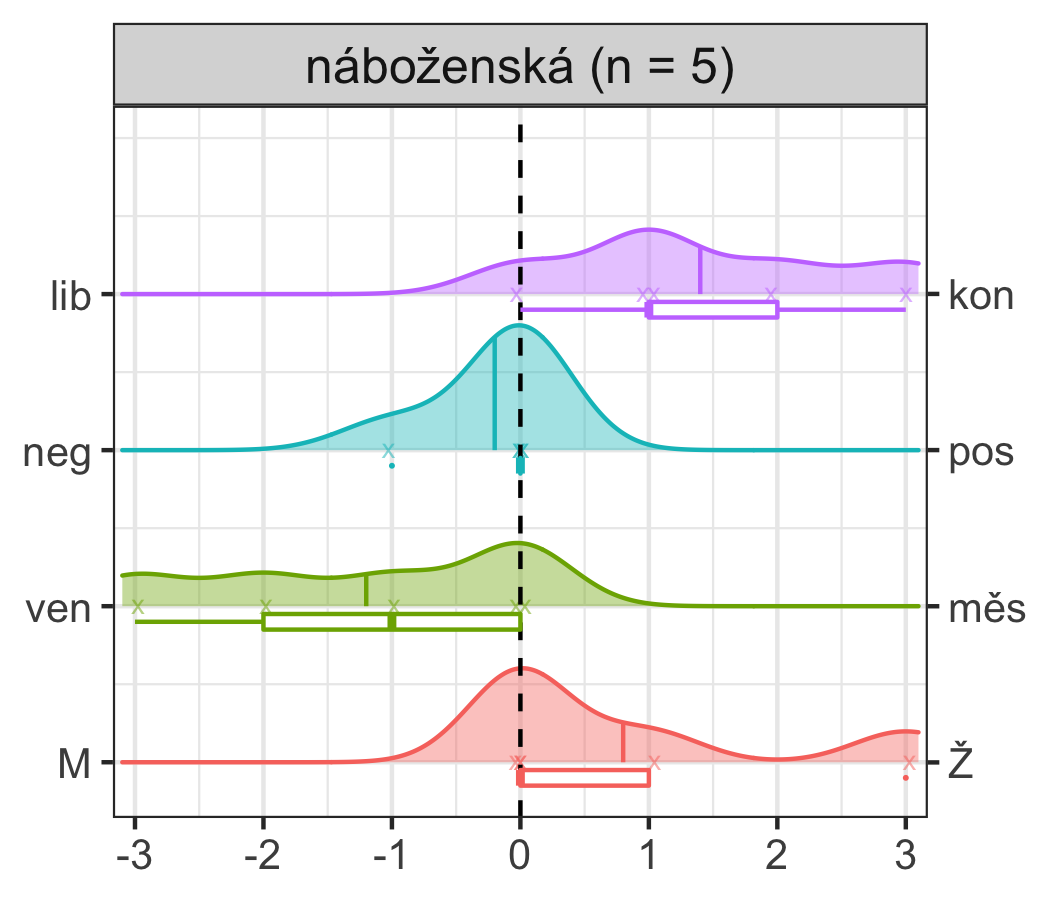 náboženská (n = 5)
lib kon
neg pos
ven měs
M Ž
-3 -2 -1 0 1 2 3